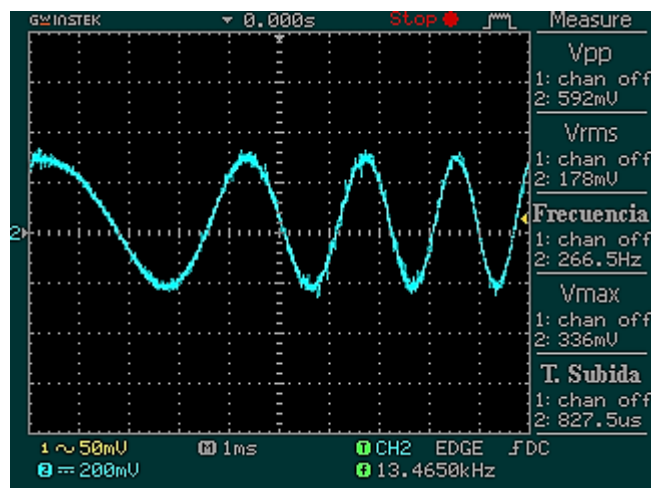 GWINSTEK 0.000s Stop Measure
Vpp
1: chan off
2: 592mV
Vrms
1: chan off
2: 178mV
Frecuencia
1: chan off
2: 266.5Hz
Vmax
1: chan off
2: 336mV
T. Subida
1: chan off
2: 827.5us
2
1 ~ 50mV M 1ms T CH2 EDGE DC
2 200mV f 13.4650kHz